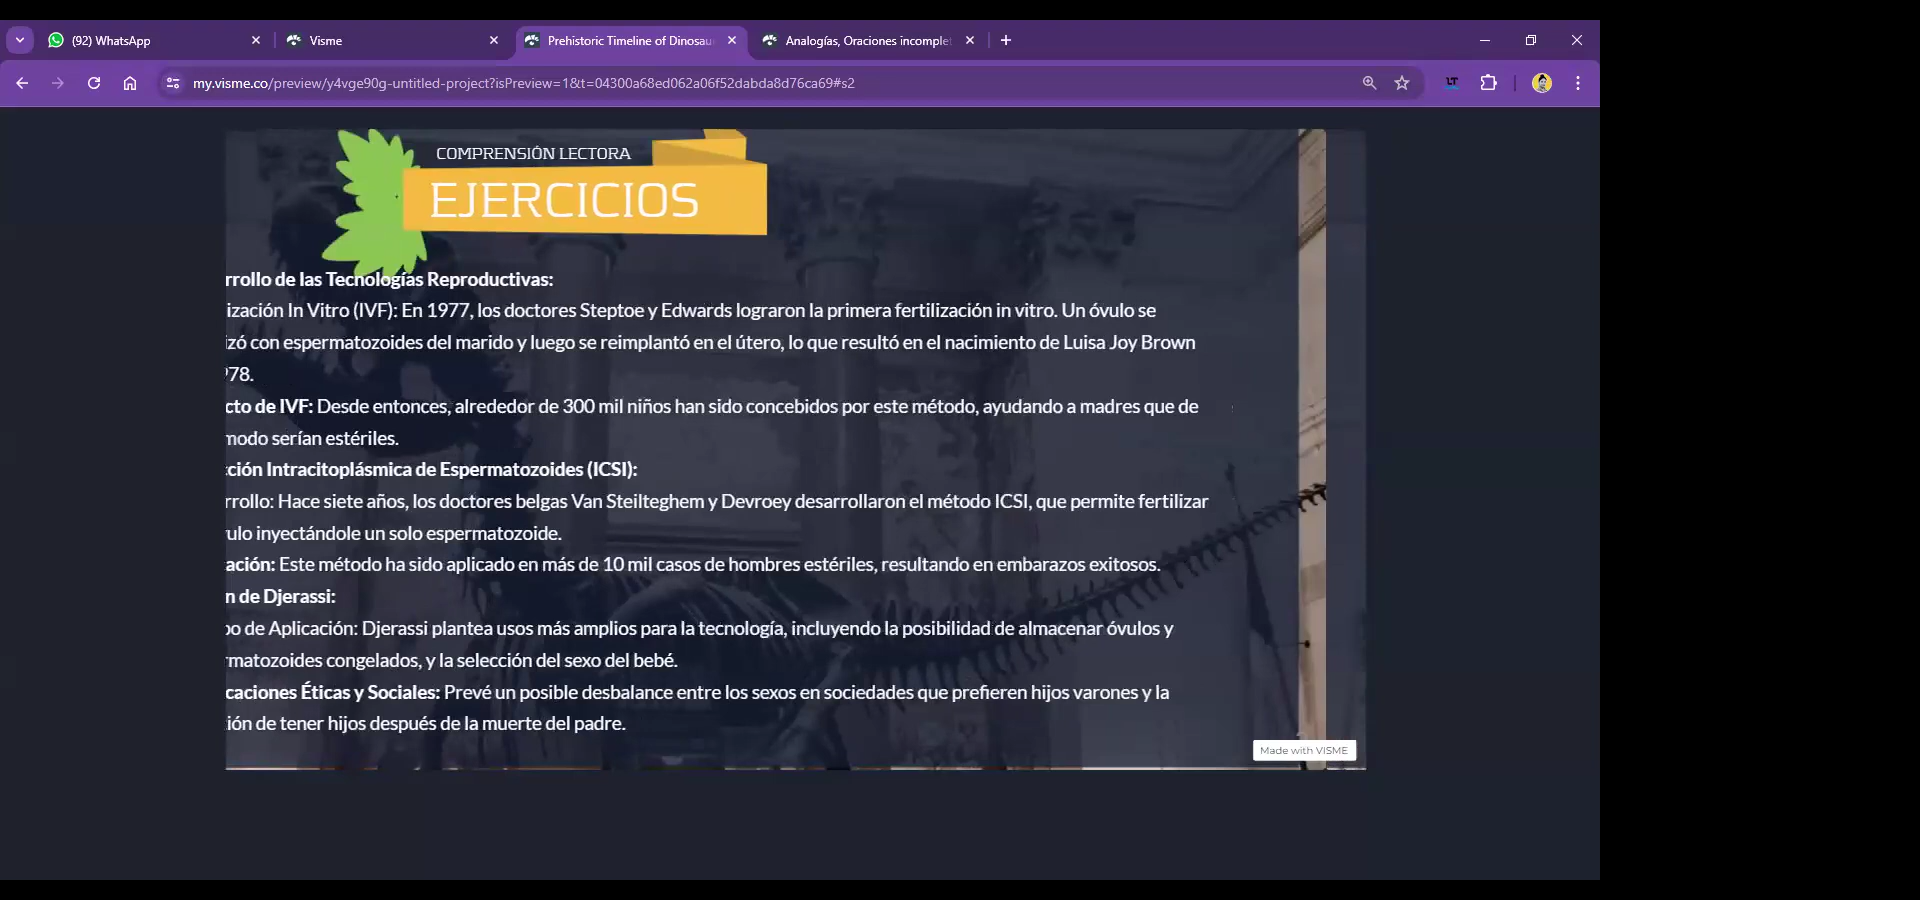 (92) WhatsApp
Visme
Prehistoric Timeline of Dinosau
Analogías, Oraciones incomplet
my.visme.co/preview/y4vge90g-untitled-project?isPreview=1&t=04300a68ed062a06f52dabda8d76ca69#s2
LT
COMPRENSIÓN LECTORA
EJERCICIOS
rrollo de las Tecnologías Reproductivas:
ización In Vitro (IVF): En 1977, los doctores Steptoe y Edwards lograron la primera fertilización in vitro. Un óvulo se
izó con espermatozoides del marido y luego se reimplantó en el útero, lo que resultó en el nacimiento de Luisa Joy Brown
978.
cto de IVF: Desde entonces, alrededor de 300 mil niños han sido concebidos por este método, ayudando a madres que de
modo serían estériles.
cción Intracitoplásmica de Espermatozoides (ICSI):
rrollo: Hace siete años, los doctores belgas Van Steilteghem y Devroey desarrollaron el método ICSI, que permite fertilizar
ulo inyectándole un solo espermatozoide.
ación: Este método ha sido aplicado en más de 10 mil casos de hombres estériles, resultando en embarazos exitosos.
n de Djerassi:
po de Aplicación: Djerassi plantea usos más amplios para la tecnología, incluyendo la posibilidad de almacenar óvulos y
rmatozoides congelados, y la selección del sexo del bebé.
caciones Éticas y Sociales: Prevé un posible desbalance entre los sexos en sociedades que prefieren hijos varones y la
ión de tener hijos después de la muerte del padre.
Made with VISME